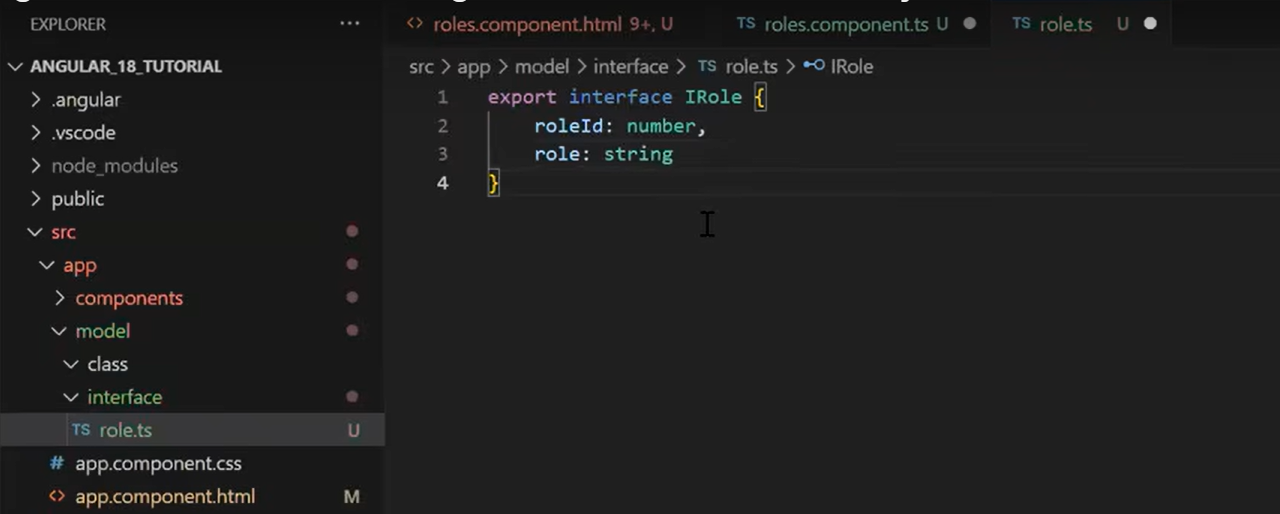 EXPLORER ...
ANGULAR_18_TUTORIAL
.angular
.vscode
node_modules
public
src
app
components
model
class
interface
TS role.ts U
# app.component.css
<> app.component.html M
<> roles.component.html 9+, U
TS roles.component.ts U
TS role.ts U
src > app > model > interface > TS role.ts > IRole
1 export interface IRole {
2 roleId: number,
3 role: string
4 }